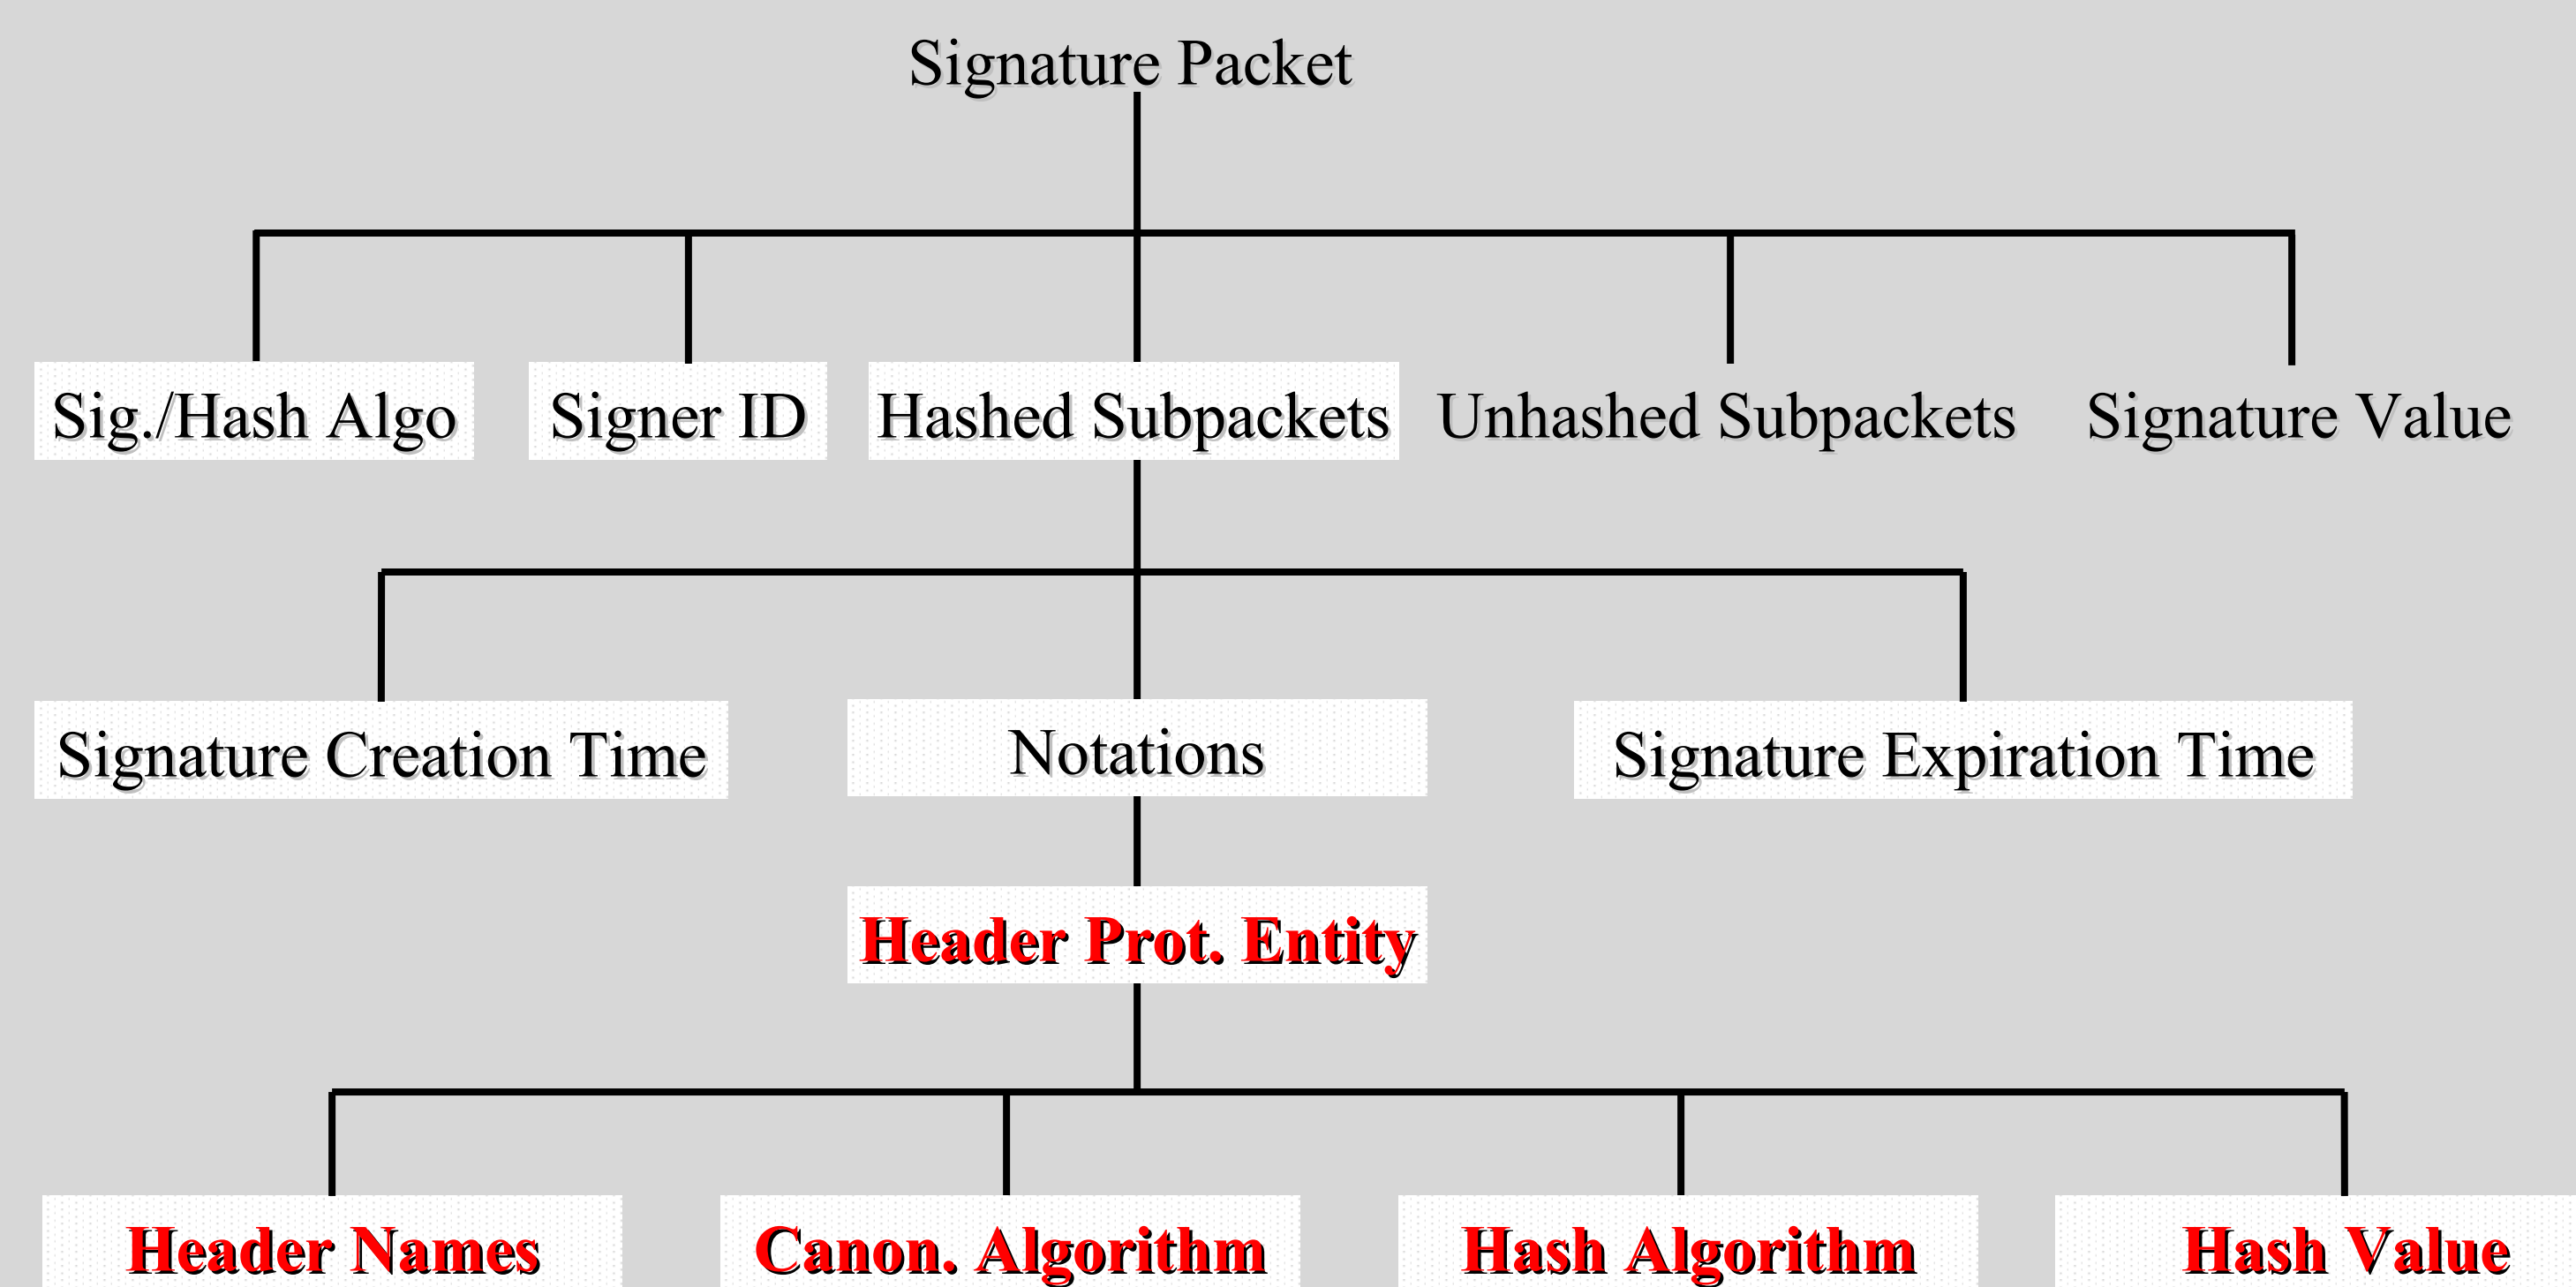 Signature Packet
Sig./Hash Algo
Signer ID
Hashed Subpackets
Unhashed Subpackets
Signature Value
Signature Creation Time
Notations
Signature Expiration Time
Header Prot. Entity
Header Names
Canon. Algorithm
Hash Algorithm
Hash Value